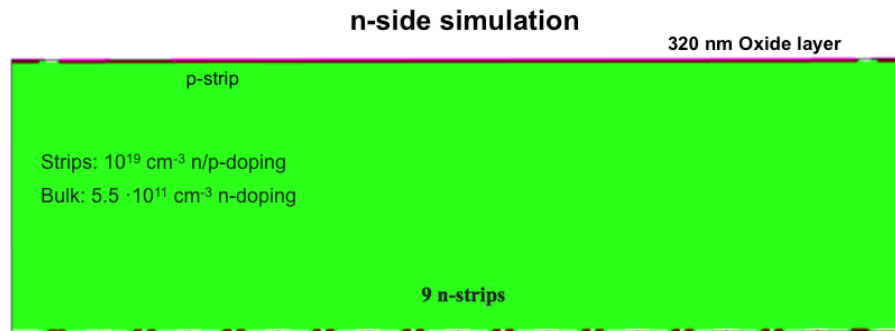 n-side simulation
320 nm Oxide layer
p-strip
Strips: 10¹⁹ cm⁻³ n/p-doping
Bulk: 5.5 ·10¹¹ cm⁻³ n-doping
9 n-strips